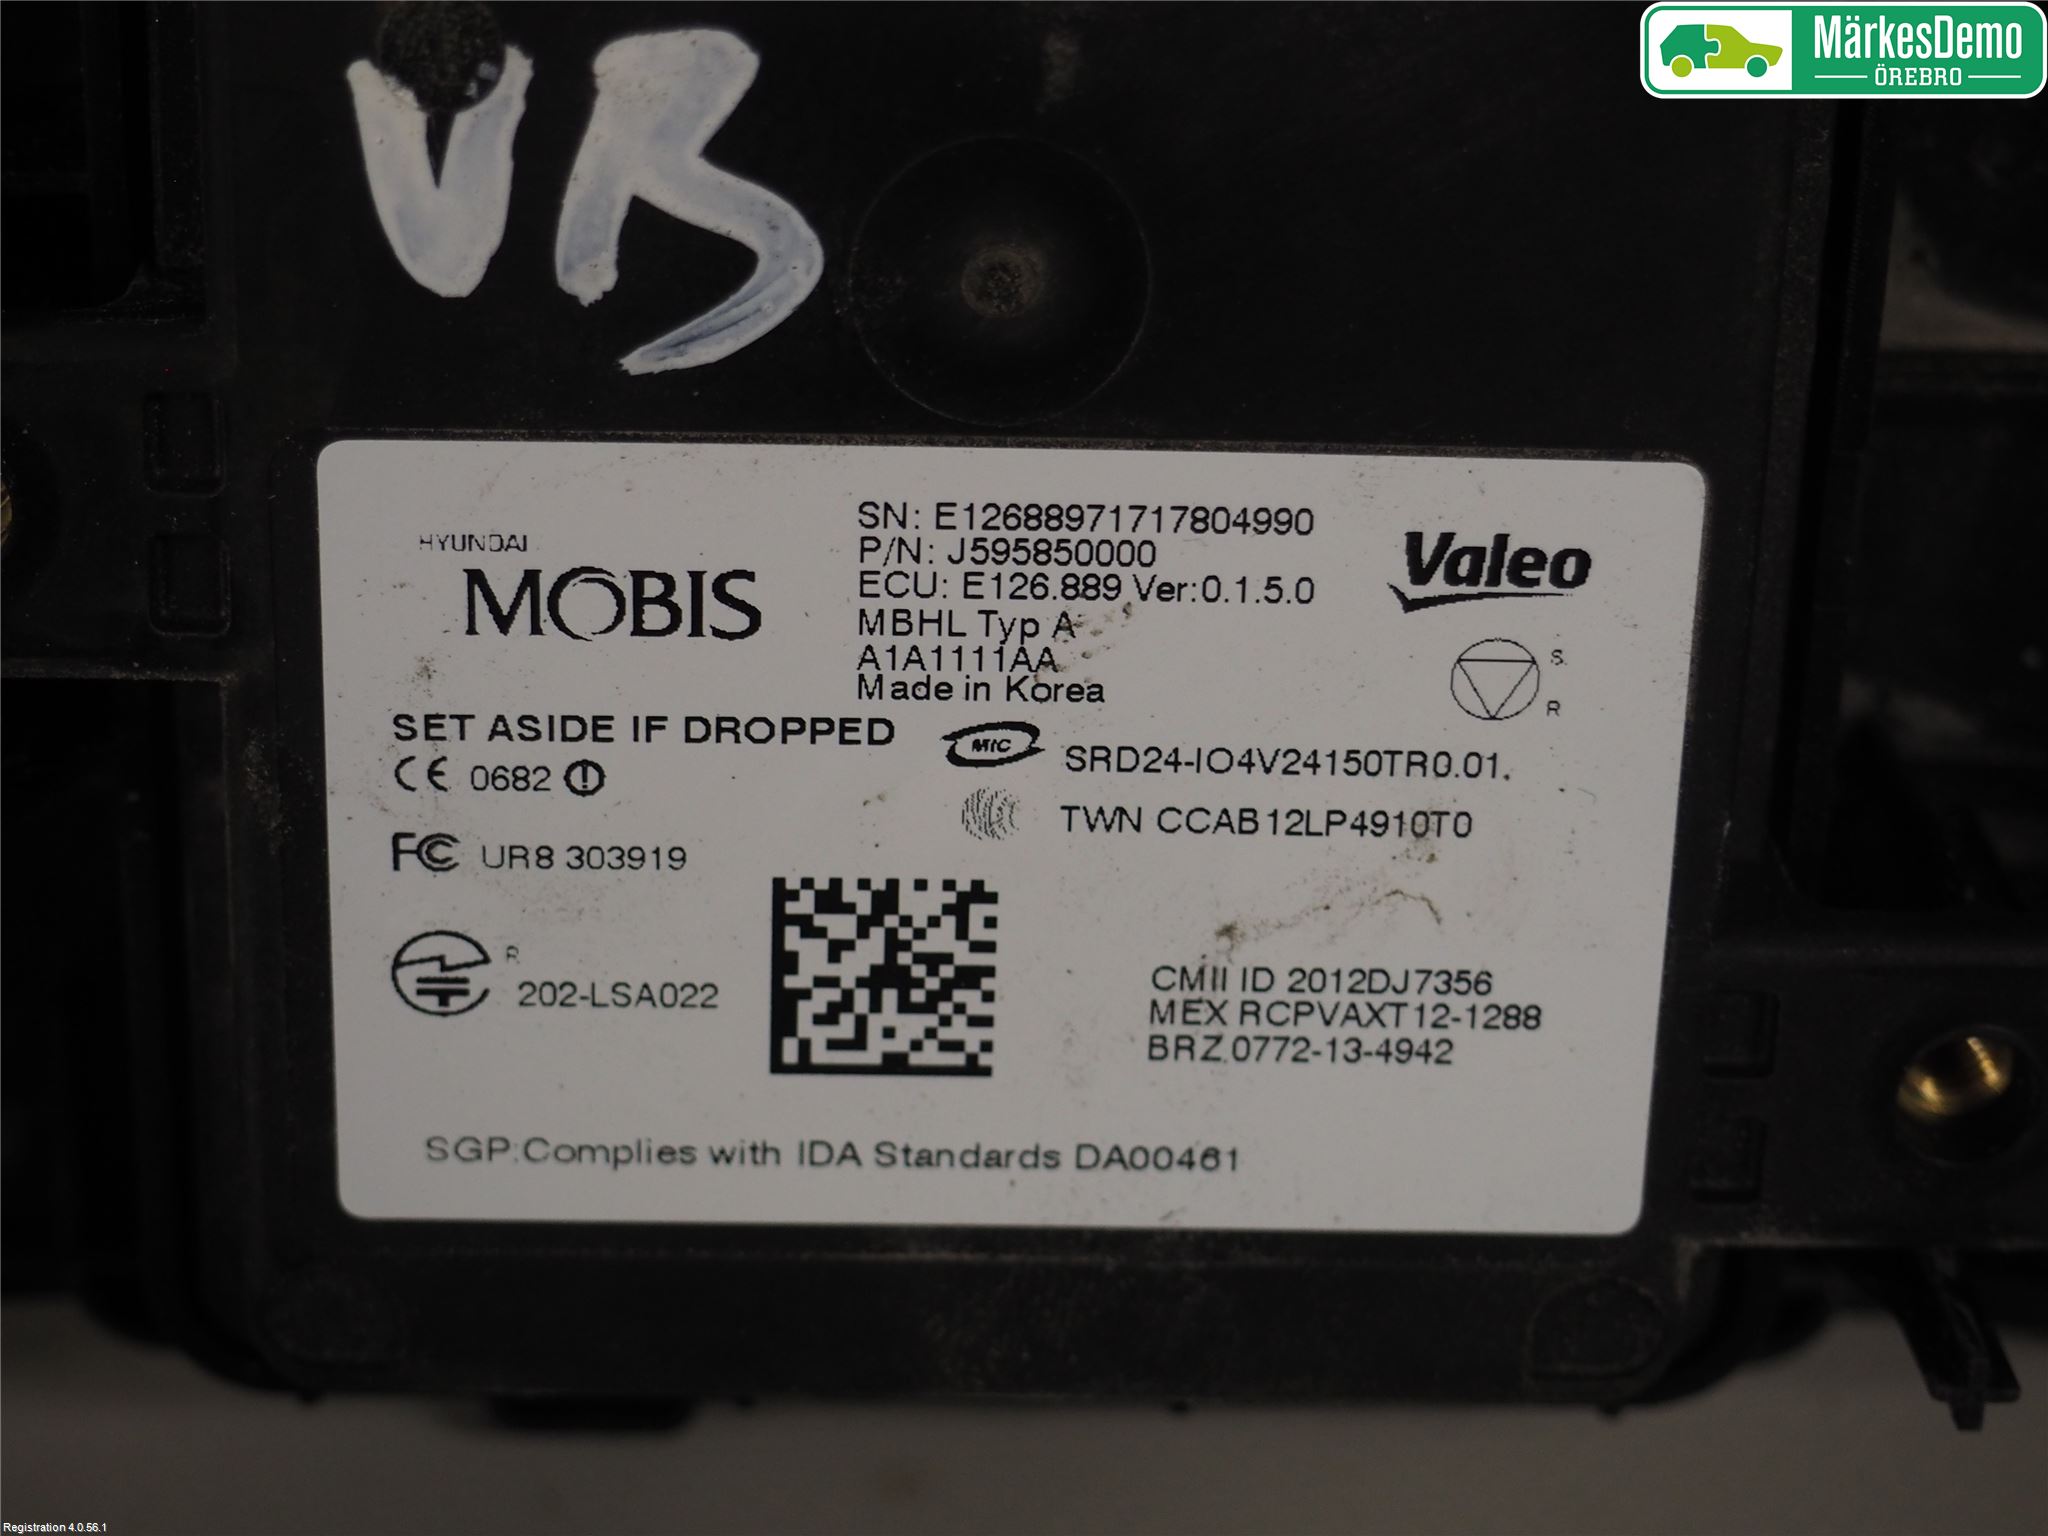 MärkesDemo
ÖREBRO
VB
HYUNDAI
MOBIS
SN: E12688971717804990
P/N: J595850000
ECU: E126.889 Ver:0.1.5.0
MBHL Typ A
A1A1111AA
Made in Korea
Valeo
S
R
SET ASIDE IF DROPPED
CE 0682
MIC SRD24-IO4V24150TR0.01.
TWN CCAB12LP4910T0
FC UR8 303919
R
202-LSA022
CMII ID 2012DJ7356
MEX RCPVAXT12-1288
BRZ 0772-13-4942
SGP:Complies with IDA Standards DA00461
Registration 4.0.56.1